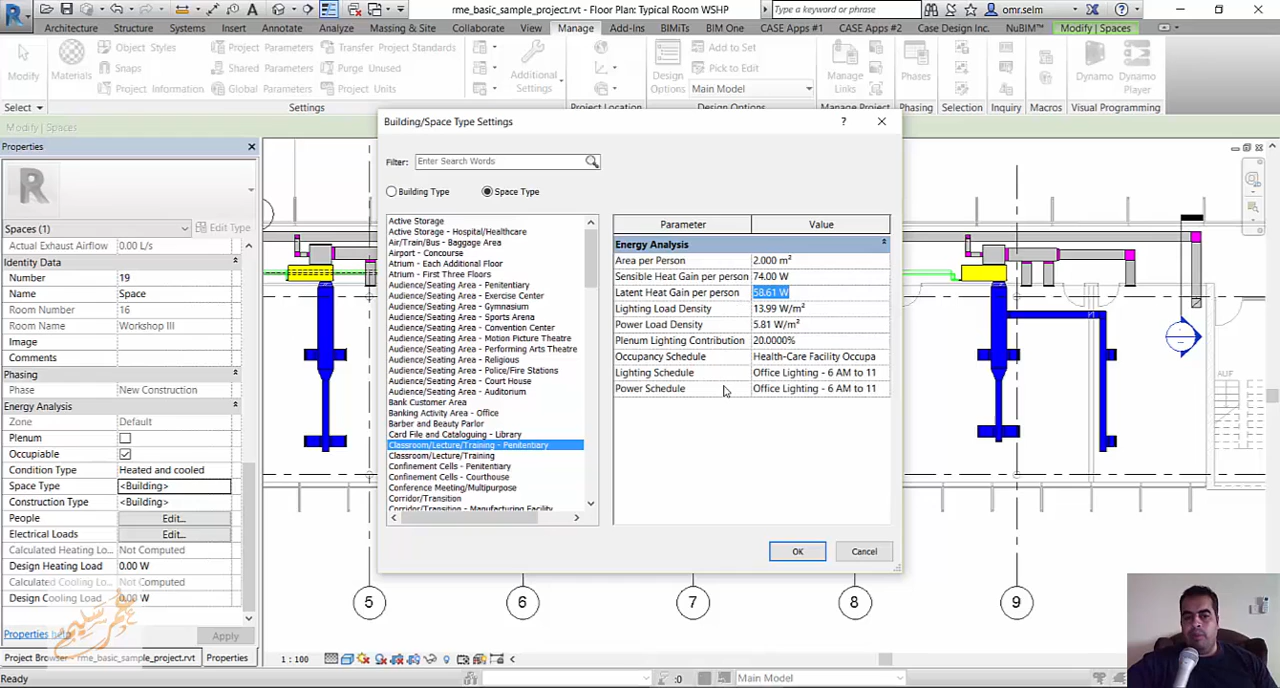 rme_basic_sample_project.rvt - Floor Plan: Typical Room WSHP
Type a keyword or phrase
omr.selm
Architecture Structure Systems Insert Annotate Analyze Massing & Site Collaborate View Manage Add-Ins BIMiTs BIM One CASE Apps #1 CASE Apps #2 Case Design Inc. NuBIM™ Modify | Spaces
Modify
Materials
Object Styles
Snaps
Project Information
Project Parameters
Shared Parameters
Global Parameters
Transfer Project Standards
Purge Unused
Project Units
Additional
Settings
Design
Options
Add to Set
Pick to Edit
Main Model
Manage
Links
Phases
Dynamo
Dynamo
Player
Select
Settings
Project Location
Design Options
Manage Project
Phasing
Selection
Inquiry
Macros
Visual Programming
Modify | Spaces
Properties
Spaces (1)
Edit Type
Actual Exhaust Airflow 0.00 L/s
Identity Data
Number 19
Name Space
Room Number 16
Room Name Workshop III
Image
Comments
Phasing
Phase New Construction
Energy Analysis
Zone Default
Plenum
Occupiable
Condition Type Heated and cooled
Space Type <Building>
Construction Type <Building>
People Edit...
Electrical Loads Edit...
Calculated Heating Lo... Not Computed
Design Heating Load 0.00 W
Calculated Cooling Lo... Not Computed
Design Cooling Load 0.00 W
Properties help
Apply
Project Browser - rme_basic_sample_project.rvt
Properties
Building/Space Type Settings
Filter: Enter Search Words
Building Type
Space Type
Active Storage
Active Storage - Hospital/Healthcare
Air/Train/Bus - Baggage Area
Airport - Concourse
Atrium - Each Additional Floor
Atrium - First Three Floors
Audience/Seating Area - Penitentiary
Audience/Seating Area - Exercise Center
Audience/Seating Area - Gymnasium
Audience/Seating Area - Sports Arena
Audience/Seating Area - Convention Center
Audience/Seating Area - Motion Picture Theatre
Audience/Seating Area - Performing Arts Theatre
Audience/Seating Area - Religious
Audience/Seating Area - Police/Fire Stations
Audience/Seating Area - Court House
Audience/Seating Area - Auditorium
Bank Customer Area
Banking Activity Area - Office
Barber and Beauty Parlor
Card File and Cataloguing - Library
Classroom/Lecture/Training - Penitentiary
Classroom/Lecture/Training
Confinement Cells - Penitentiary
Confinement Cells - Courthouse
Conference Meeting/Multipurpose
Corridor/Transition
Corridor/Transition - Manufacturing Facility
Parameter Value
Energy Analysis
Area per Person 2.000 m²
Sensible Heat Gain per person 74.00 W
Latent Heat Gain per person 58.61 W
Lighting Load Density 13.99 W/m²
Power Load Density 5.81 W/m²
Plenum Lighting Contribution 20.0000%
Occupancy Schedule Health-Care Facility Occupa
Lighting Schedule Office Lighting - 6 AM to 11
Power Schedule Office Lighting - 6 AM to 11
OK
Cancel
AUF
5 6 7 8 9
1 : 100
Ready
:0
Main Model
عمر سليم